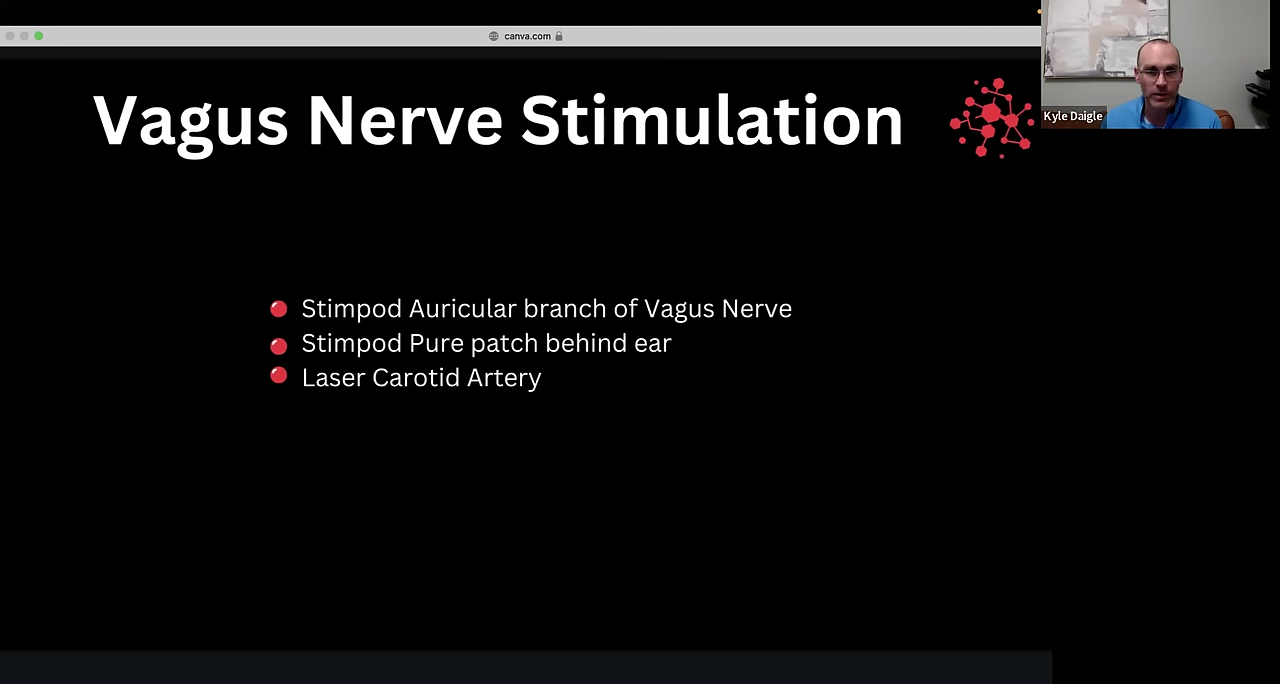 canva.com
Vagus Nerve Stimulation
Kyle Daigle
Stimpod Auricular branch of Vagus Nerve
Stimpod Pure patch behind ear
Laser Carotid Artery